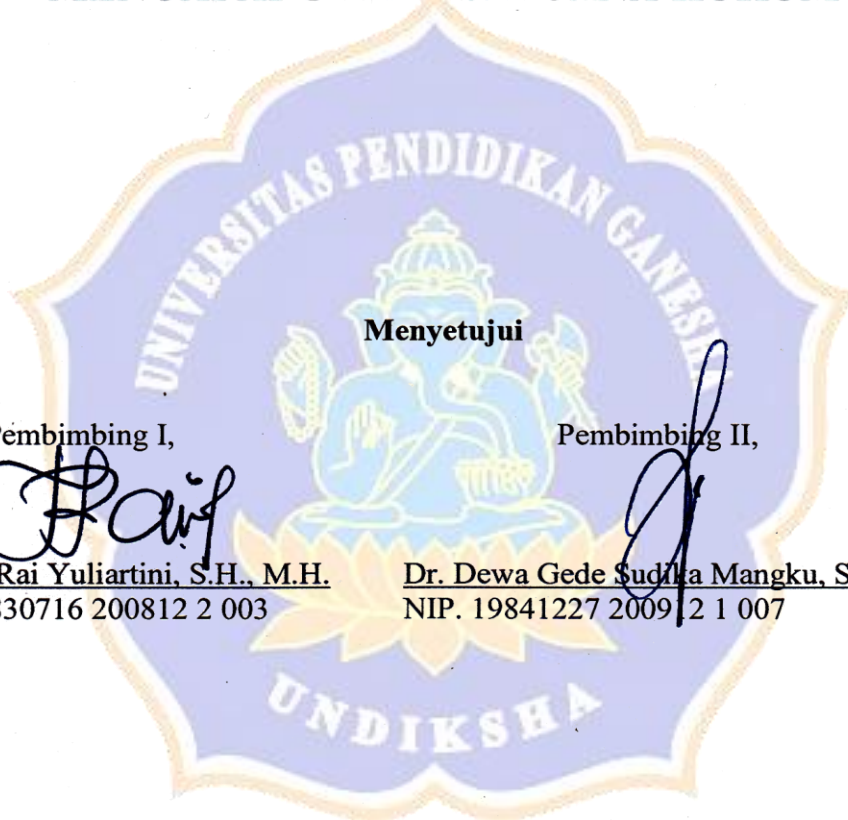 UNIVERSITAS PENDIDIKAN GANESHA
Menyetujui
Pembimbing I,
Pembimbing II,
Rai Yuliartini, S.H., M.H.
Dr. Dewa Gede Sudika Mangku, S
30716 200812 2 003
NIP. 19841227 200912 1 007
UNDIKSHA